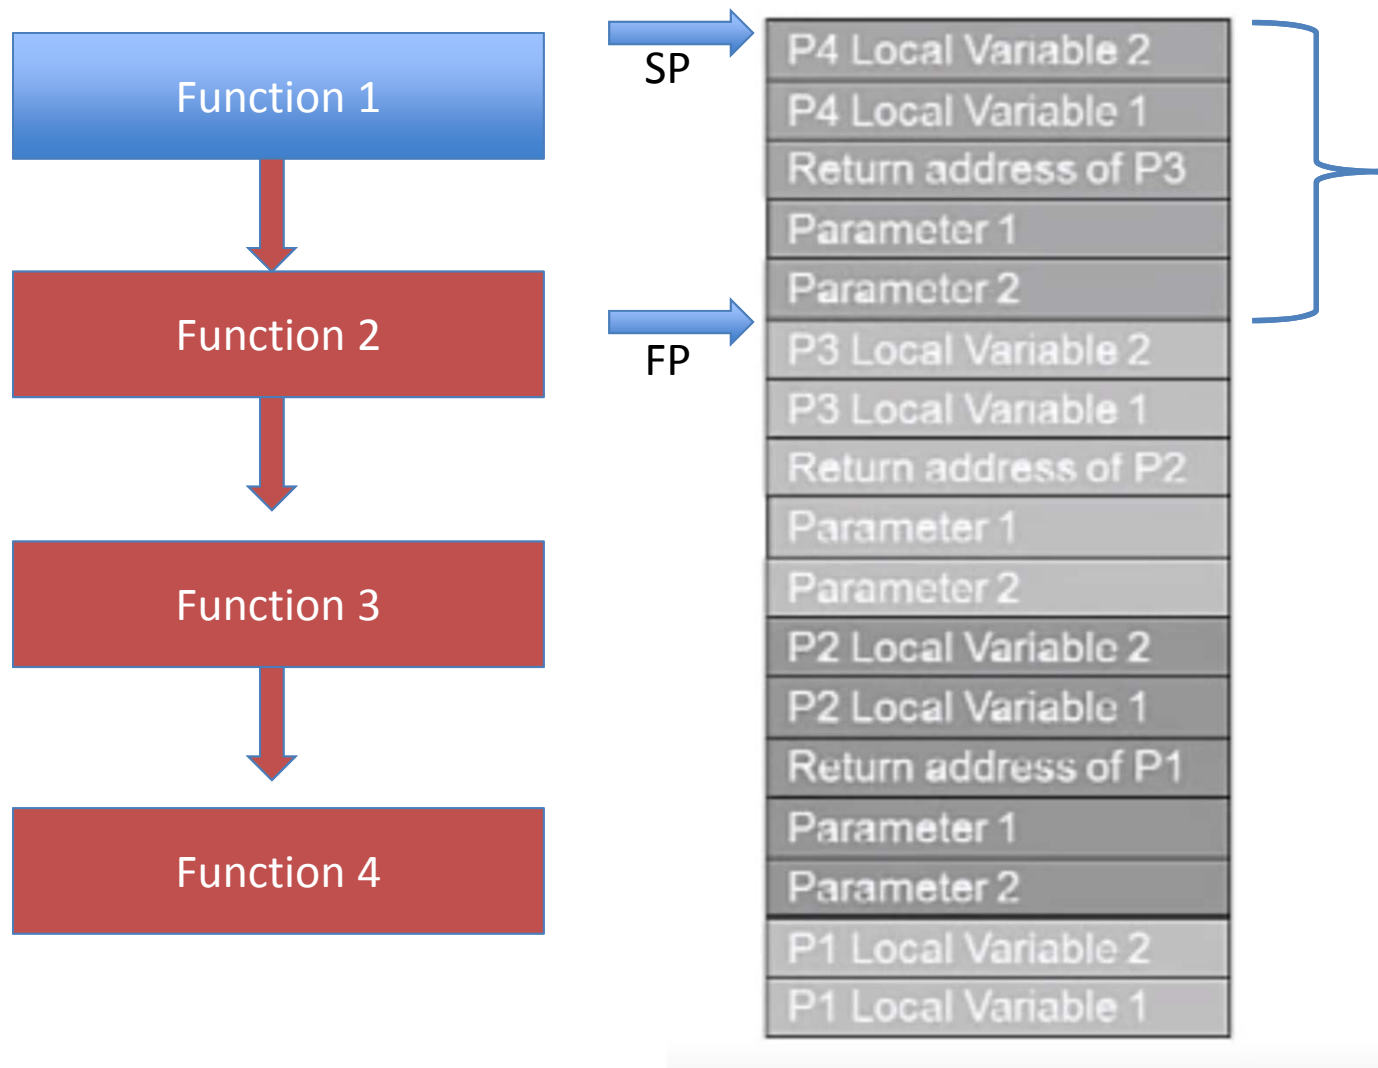 Function 1
Function 2
Function 3
Function 4
SP
FP
P4 Local Variable 2
P4 Local Variable 1
Return address of P3
Parameter 1
Parameter 2
P3 Local Variable 2
P3 Local Variable 1
Return address of P2
Parameter 1
Parameter 2
P2 Local Variable 2
P2 Local Variable 1
Return address of P1
Parameter 1
Parameter 2
P1 Local Variable 2
P1 Local Variable 1